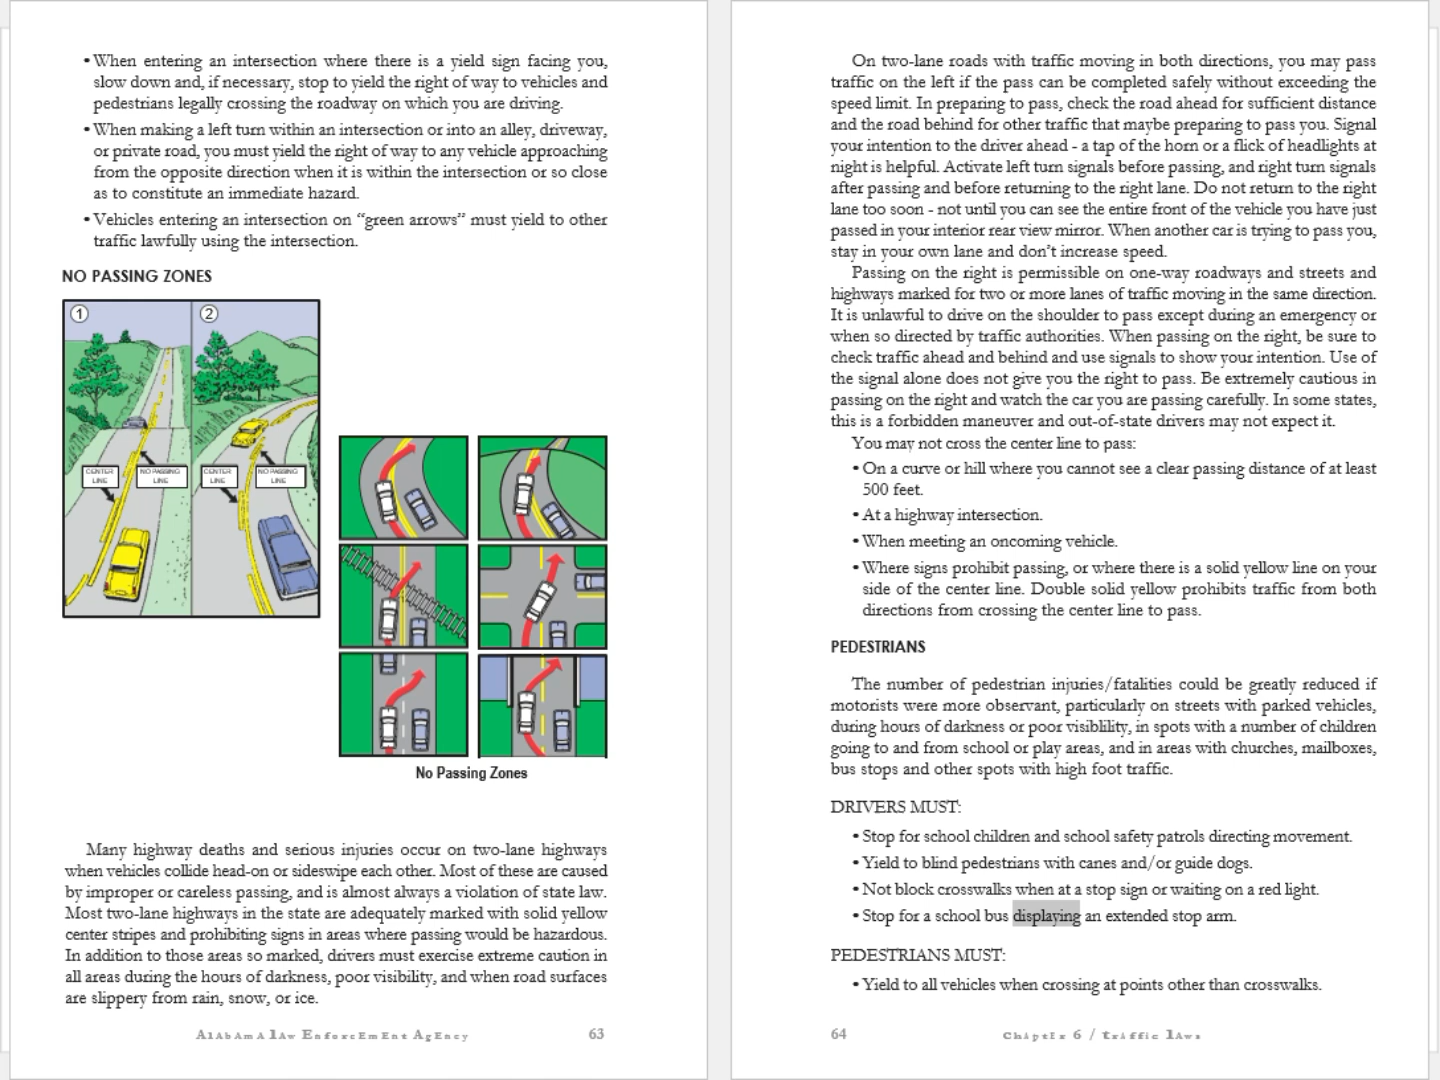 • When entering an intersection where there is a yield sign facing you,
slow down and, if necessary, stop to yield the right of way to vehicles and
pedestrians legally crossing the roadway on which you are driving.
• When making a left turn within an intersection or into an alley, driveway,
or private road, you must yield the right of way to any vehicle approaching
from the opposite direction when it is within the intersection or so close
as to constitute an immediate hazard.
• Vehicles entering an intersection on “green arrows” must yield to other
traffic lawfully using the intersection.
NO PASSING ZONES
1
2
CENTER
LINE
NO PASSING
LINE
CENTER
LINE
NO PASSING
LINE
No Passing Zones
Many highway deaths and serious injuries occur on two-lane highways
when vehicles collide head-on or sideswipe each other. Most of these are caused
by improper or careless passing, and is almost always a violation of state law.
Most two-lane highways in the state are adequately marked with solid yellow
center stripes and prohibiting signs in areas where passing would be hazardous.
In addition to those areas so marked, drivers must exercise extreme caution in
all areas during the hours of darkness, poor visibility, and when road surfaces
are slippery from rain, snow, or ice.
Alabama Law Enforcement Agency 63
On two-lane roads with traffic moving in both directions, you may pass
traffic on the left if the pass can be completed safely without exceeding the
speed limit. In preparing to pass, check the road ahead for sufficient distance
and the road behind for other traffic that maybe preparing to pass you. Signal
your intention to the driver ahead - a tap of the horn or a flick of headlights at
night is helpful. Activate left turn signals before passing, and right turn signals
after passing and before returning to the right lane. Do not return to the right
lane too soon - not until you can see the entire front of the vehicle you have just
passed in your interior rear view mirror. When another car is trying to pass you,
stay in your own lane and don’t increase speed.
Passing on the right is permissible on one-way roadways and streets and
highways marked for two or more lanes of traffic moving in the same direction.
It is unlawful to drive on the shoulder to pass except during an emergency or
when so directed by traffic authorities. When passing on the right, be sure to
check traffic ahead and behind and use signals to show your intention. Use of
the signal alone does not give you the right to pass. Be extremely cautious in
passing on the right and watch the car you are passing carefully. In some states,
this is a forbidden maneuver and out-of-state drivers may not expect it.
You may not cross the center line to pass:
• On a curve or hill where you cannot see a clear passing distance of at least
500 feet.
• At a highway intersection.
• When meeting an oncoming vehicle.
• Where signs prohibit passing, or where there is a solid yellow line on your
side of the center line. Double solid yellow prohibits traffic from both
directions from crossing the center line to pass.
PEDESTRIANS
The number of pedestrian injuries/fatalities could be greatly reduced if
motorists were more observant, particularly on streets with parked vehicles,
during hours of darkness or poor visiblility, in spots with a number of children
going to and from school or play areas, and in areas with churches, mailboxes,
bus stops and other spots with high foot traffic.
DRIVERS MUST:
• Stop for school children and school safety patrols directing movement.
• Yield to blind pedestrians with canes and/or guide dogs.
• Not block crosswalks when at a stop sign or waiting on a red light.
• Stop for a school bus displaying an extended stop arm.
PEDESTRIANS MUST:
• Yield to all vehicles when crossing at points other than crosswalks.
64 Chapter 6 / Traffic Laws